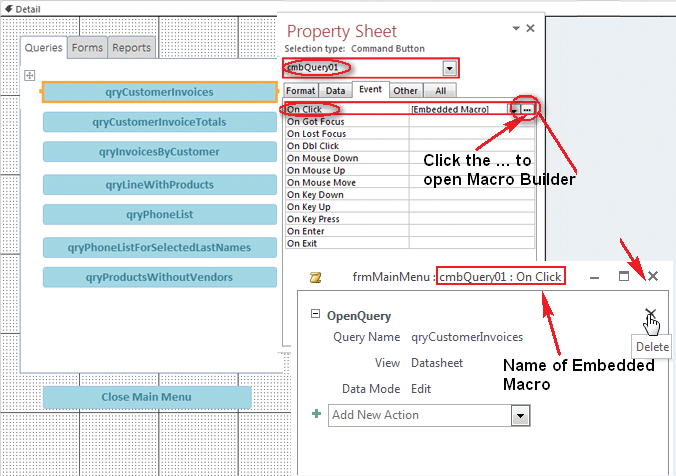 Detail
Queries Forms Reports
qryCustomerInvoices
qryCustomerInvoiceTotals
qryInvoicesByCustomer
qryLineWithProducts
qryPhoneList
qryPhoneListForSelectedLastNames
qryProductsWithoutVendors
Close Main Menu
Property Sheet
Selection type: Command Button
cmbQuery01
Format Data Event Other All
On Click [Embedded Macro] ...
On Got Focus
On Lost Focus
On Dbl Click
On Mouse Down
On Mouse Up
On Mouse Move
On Key Down
On Key Up
On Key Press
On Enter
On Exit
Click the ... to
open Macro Builder
frmMainMenu : cmbQuery01 : On Click
OpenQuery
Query Name qryCustomerInvoices
View Datasheet
Data Mode Edit
Add New Action
Delete
Name of Embedded
Macro